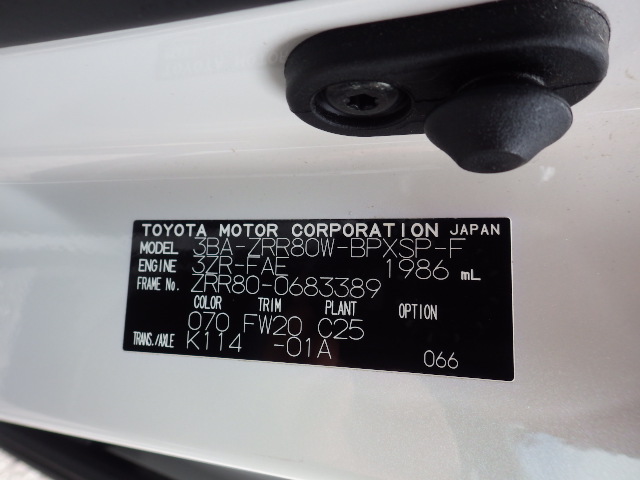 TOYOTA MOTOR CORPORATION JAPAN
MODEL 3BA-ZRR80W-BPXSP-F
ENGINE 3ZR-FAE 1986 mL
FRAME No. ZRR80-0683389
COLOR TRIM PLANT OPTION
070 FW20 C25
TRANS./AXLE K114 -01A
066